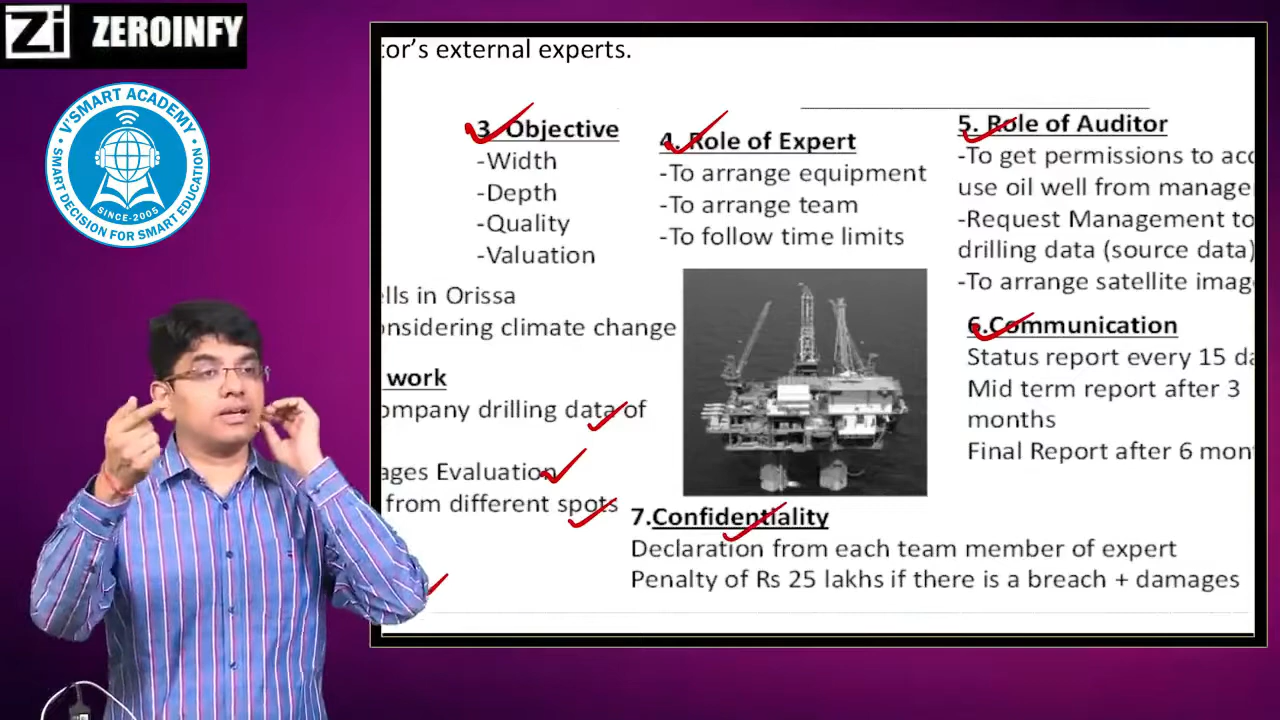 Zi ZEROINFY
V'SMART ACADEMY
SINCE-2005
SMART DECISION FOR SMART EDUCATION
tor's external experts.
3. Objective
-Width
-Depth
-Quality
-Valuation
ells in Orissa
onsidering climate change
work
ompany drilling data of
ages Evaluation
from different spots
4. Role of Expert
-To arrange equipment
-To arrange team
-To follow time limits
5. Role of Auditor
-To get permissions to acc
use oil well from manage
-Request Management to
drilling data (source data)
-To arrange satellite imag
6.Communication
Status report every 15 da
Mid term report after 3
months
Final Report after 6 mon
7.Confidentiality
Declaration from each team member of expert
Penalty of Rs 25 lakhs if there is a breach + damages